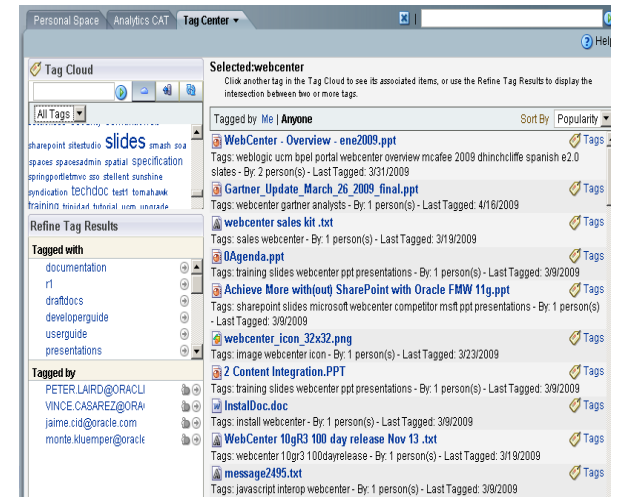 Personal Space
Analytics CAT
Tag Center
Help
Tag Cloud
All Tags
sharepoint sitestudio slides smash soa
spaces spacesadmin spatial specification
springportletmvc sso stellent sunshine
syndication techdoc test1 tomahawk
training trinidad tutorial ucm upgrade
Refine Tag Results
Tagged with
documentation
r1
draftdocs
developerguide
userguide
presentations
Tagged by
PETER.LAIRD@ORACLI
VINCE.CASAREZ@ORA
jaime.cid@oracle.com
monte.kluemper@oracle
Selected:webcenter
Click another tag in the Tag Cloud to see its associated items, or use the Refine Tag Results to display the
intersection between two or more tags.
Tagged by Me | Anyone
Sort By Popularity
WebCenter - Overview - ene2009.ppt Tags
Tags: weblogic ucm bpel portal webcenter overview mcafee 2009 dhinchcliffe spanish e2.0
slates - By: 2 person(s) - Last Tagged: 3/31/2009
Gartner_Update_March_26_2009_final.ppt Tags
Tags: webcenter gartner analysts - By: 1 person(s) - Last Tagged: 4/16/2009
webcenter sales kit .txt Tags
Tags: sales webcenter - By: 1 person(s) - Last Tagged: 3/19/2009
0Agenda.ppt Tags
Tags: training slides webcenter ppt presentations - By: 1 person(s) - Last Tagged: 3/9/2009
Achieve More with(out) SharePoint with Oracle FMW 11g.ppt Tags
Tags: sharepoint slides microsoft webcenter competitor msft ppt presentations - By: 1 person(s)
- Last Tagged: 3/9/2009
webcenter_icon_32x32.png Tags
Tags: image webcenter icon - By: 1 person(s) - Last Tagged: 3/23/2009
2 Content Integration.PPT Tags
Tags: training slides webcenter ppt presentations - By: 1 person(s) - Last Tagged: 3/9/2009
InstalDoc.doc Tags
Tags: install webcenter - By: 1 person(s) - Last Tagged: 3/9/2009
WebCenter 10gR3 100 day release Nov 13 .txt Tags
Tags: webcenter 10gr3 100dayrelease - By: 1 person(s) - Last Tagged: 3/19/2009
message2495.txt Tags
Tags: javascript interop webcenter - By: 1 person(s) - Last Tagged: 3/9/2009